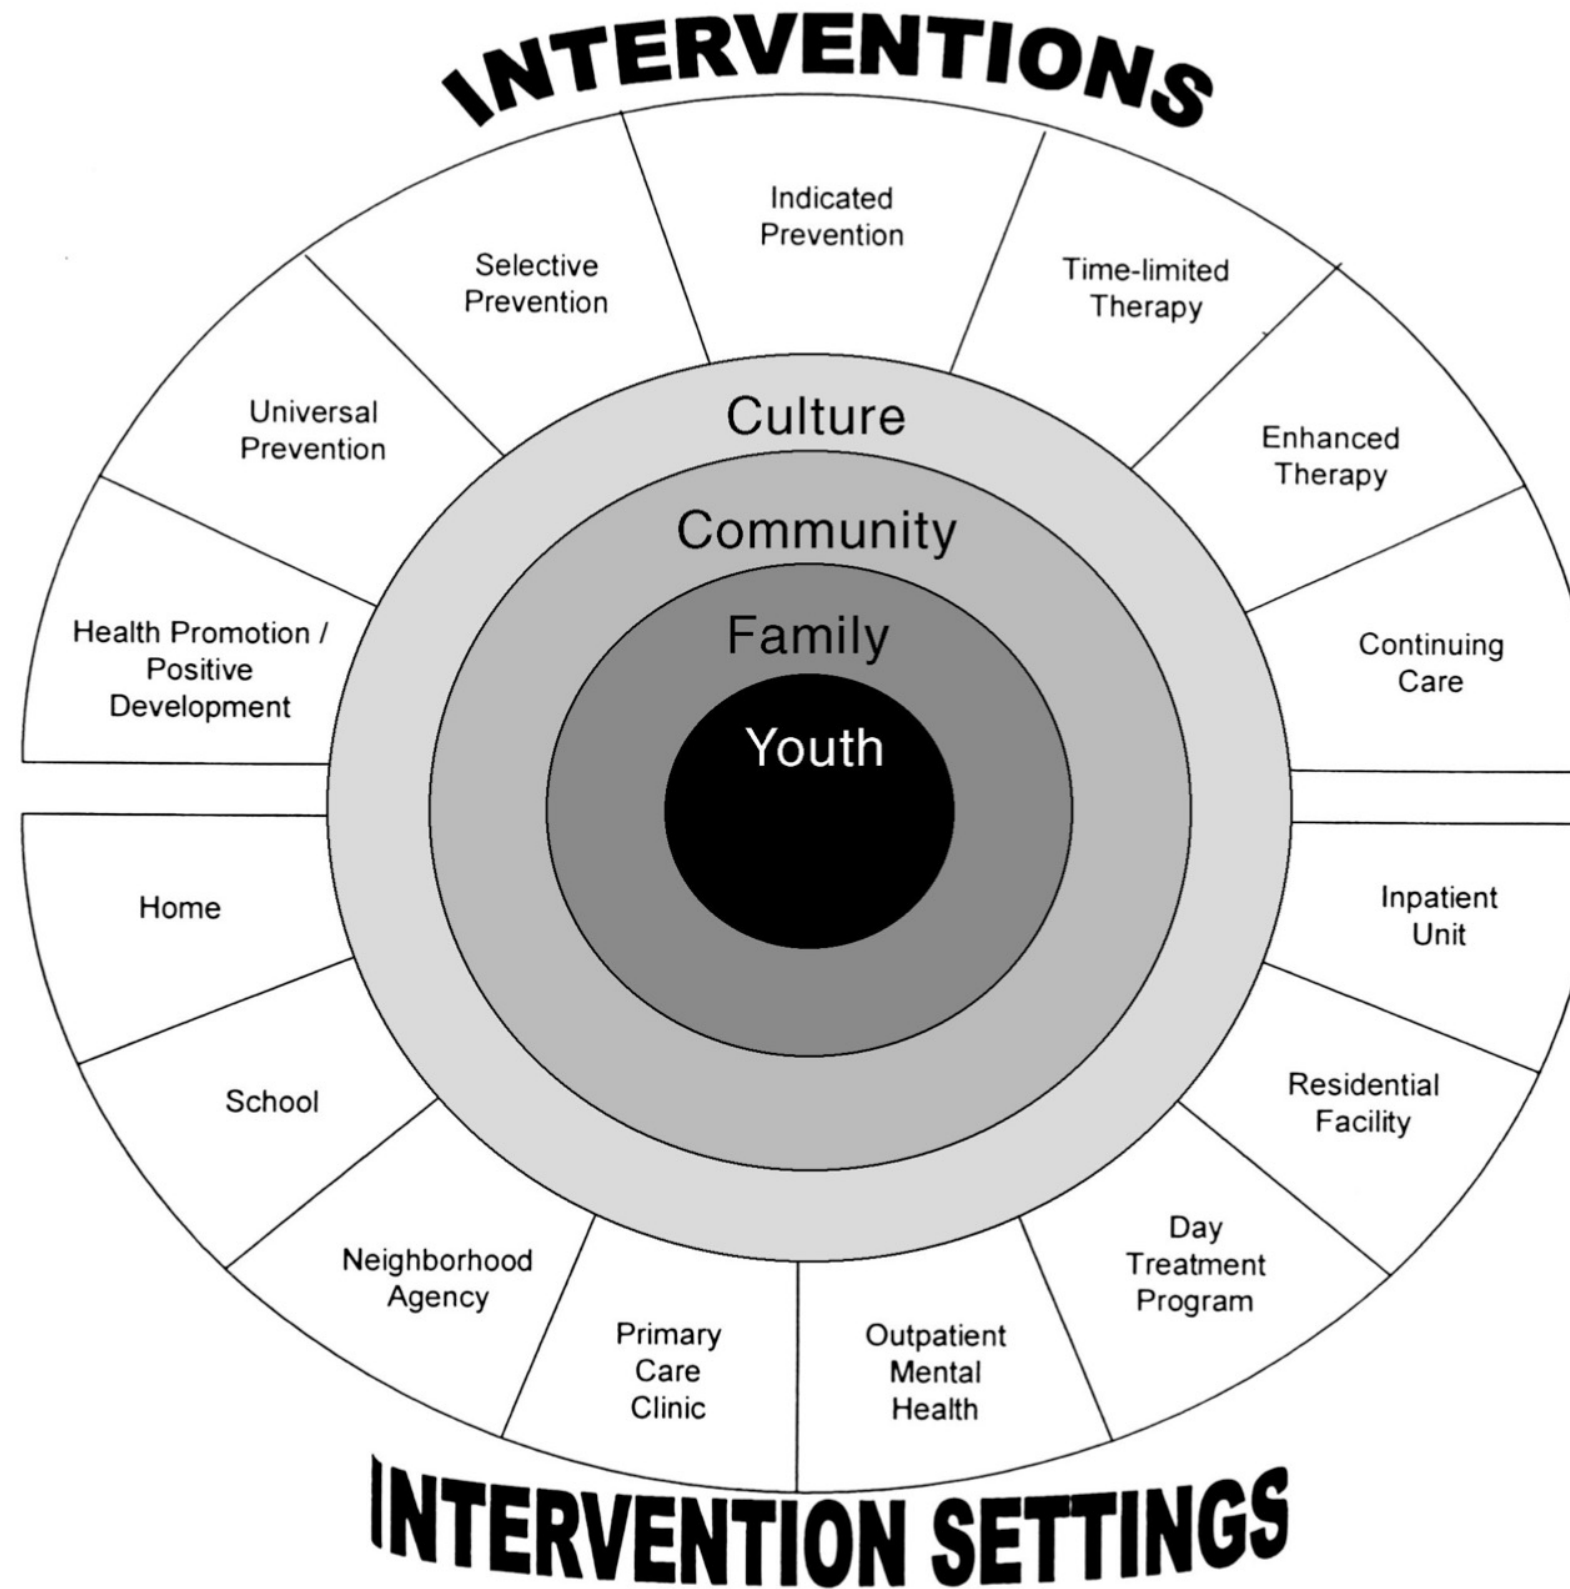 INTERVENTIONS
Indicated
Prevention
Selective
Prevention
Time-limited
Therapy
Universal
Prevention
Enhanced
Therapy
Health Promotion /
Positive
Development
Continuing
Care
Culture
Community
Family
Youth
Home
School
Neighborhood
Agency
Primary
Care
Clinic
Outpatient
Mental
Health
Day
Treatment
Program
Residential
Facility
Inpatient
Unit
INTERVENTION SETTINGS